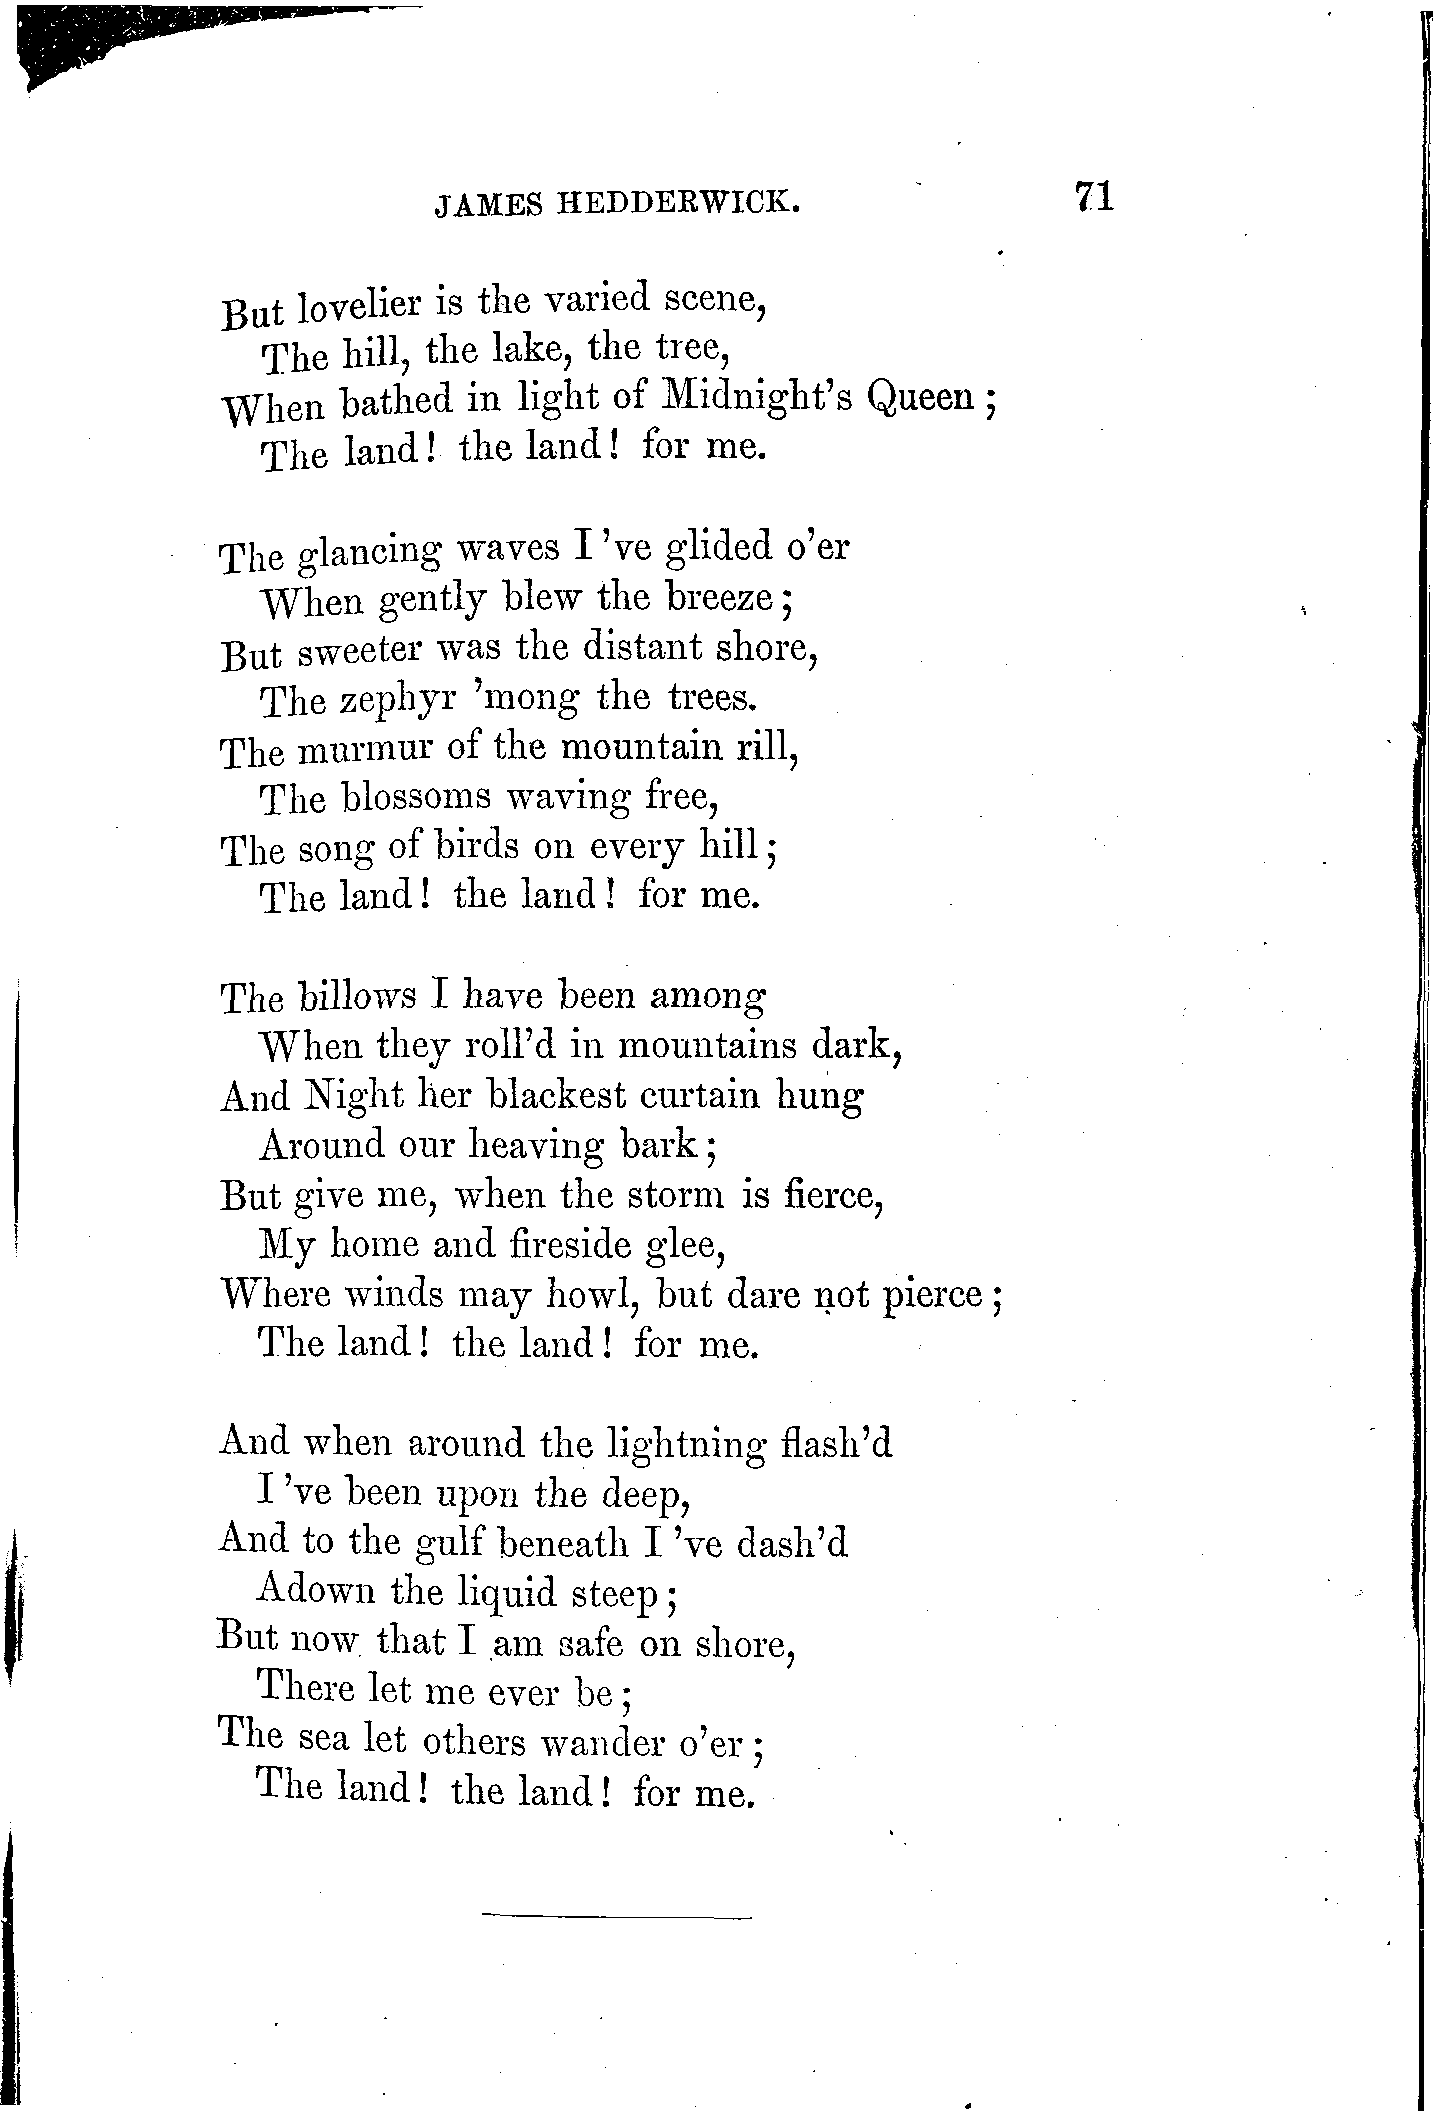 JAMES HEDDERWICK. 71
But lovelier is the varied scene,
The hill, the lake, the tree,
When bathed in light of Midnight's Queen ;
The land! the land! for me.
The glancing waves I 've glided o'er
When gently blew the breeze ;
But sweeter was the distant shore,
The zephyr 'mong the trees.
The murmur of the mountain rill,
The blossoms waving free,
The song of birds on every hill ;
The land! the land! for me.
The billows I have been among
When they roll'd in mountains dark,
And Night her blackest curtain hung
Around our heaving bark ;
But give me, when the storm is fierce,
My home and fireside glee,
Where winds may howl, but dare not pierce ;
The land! the land! for me.
And when around the lightning flash'd
I 've been upon the deep,
And to the gulf beneath I 've dash'd
Adown the liquid steep ;
But now that I am safe on shore,
There let me ever be ;
The sea let others wander o'er ;
The land! the land! for me.